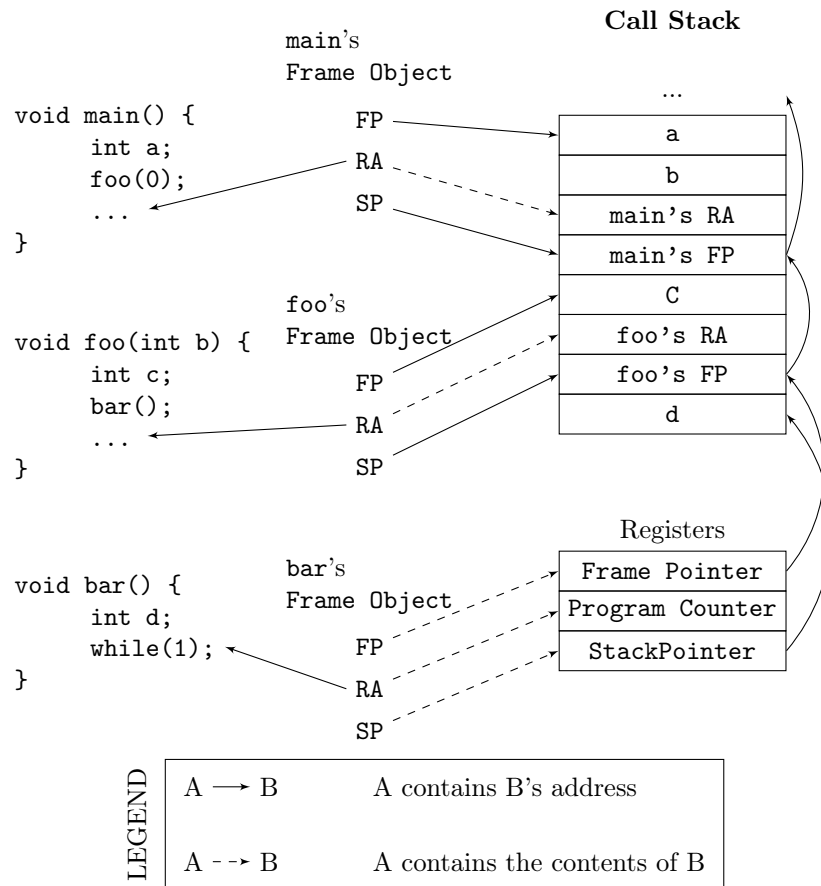 Call Stack
main's
Frame Object
...
void main() {
int a;
foo(0);
...
}
FP
RA
SP
a
b
main's RA
main's FP
C
foo's RA
foo's FP
d
foo's
Frame Object
void foo(int b) {
int c;
bar();
...
}
FP
RA
SP
Registers
Frame Pointer
Program Counter
StackPointer
bar's
Frame Object
void bar() {
int d;
while(1);
}
FP
RA
SP
LEGEND
A B A contains B's address
A B A contains the contents of B